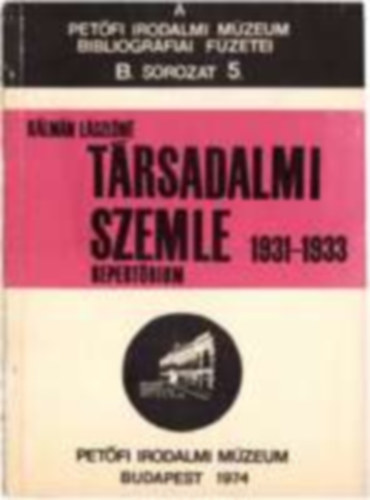 A
PETŐFI IRODALMI MÚZEUM
BIBLIOGRÁFIAI FÜZETEI
B. SOROZAT 5.
KÁLMÁN LÁSZLÓNÉ
TÁRSADALMI
SZEMLE 1931-1933
REPERTÓRIUM
PETŐFI IRODALMI MÚZEUM
BUDAPEST 1974